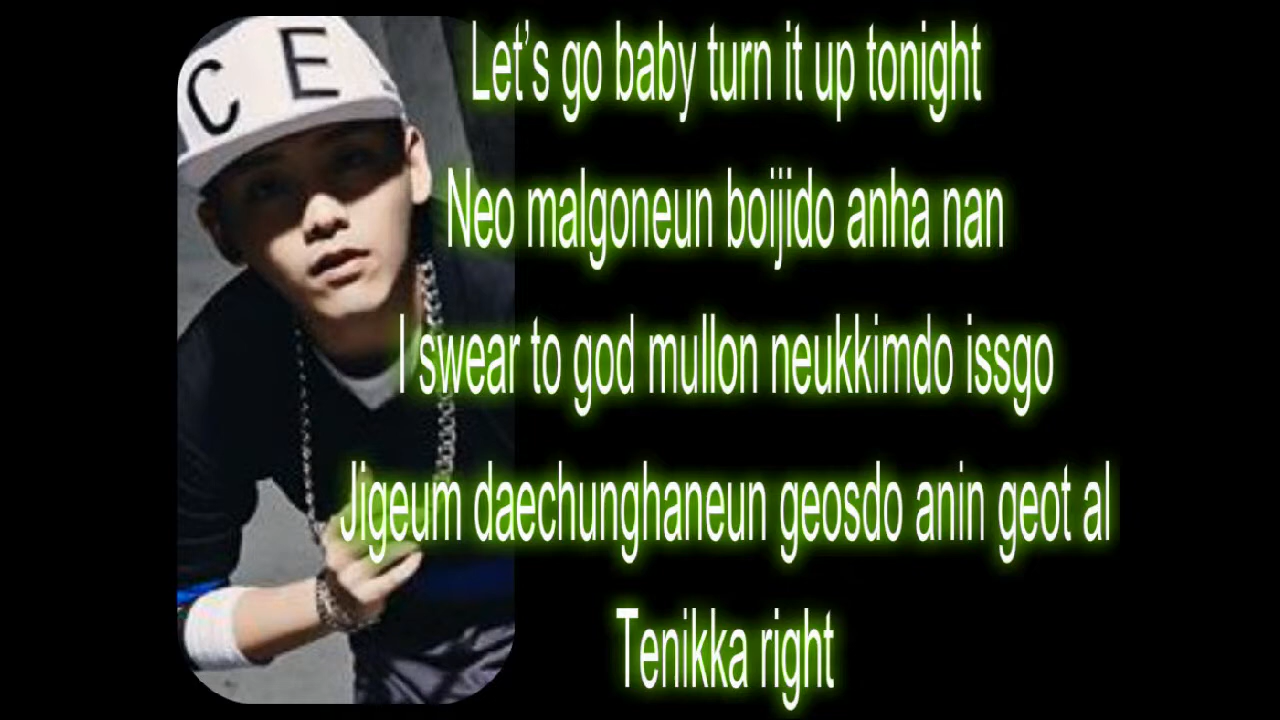 C E
Let’s go baby turn it up tonight
Neo malgoneun boijido anha nan
I swear to god mullon neukkimdo issgo
Jigeum daechunghaneun geosdo anin geot al
Tenikka right